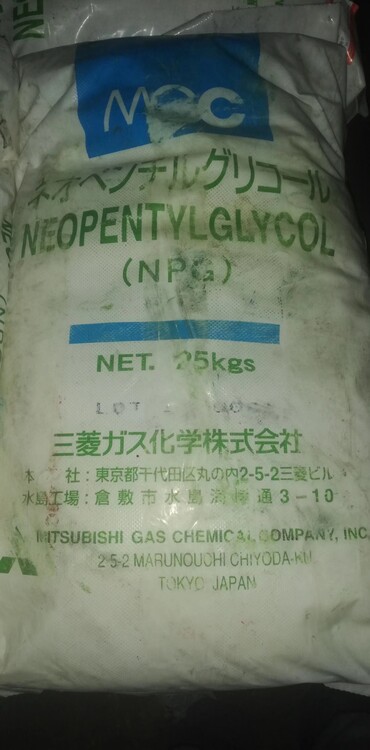 MGC
ネオペンチルグリコール
NEOPENTYLGLYCOL
(NPG)
NET. 25kgs
LOT
三菱ガス化学株式会社
本 社：東京都千代田区丸の内2-5-2三菱ビル
水島工場：倉敷市水島海岸通3-10
MITSUBISHI GAS CHEMICAL COMPANY, INC.
2-5-2 MARUNOUCHI CHIYODA-KU
TOKYO JAPAN